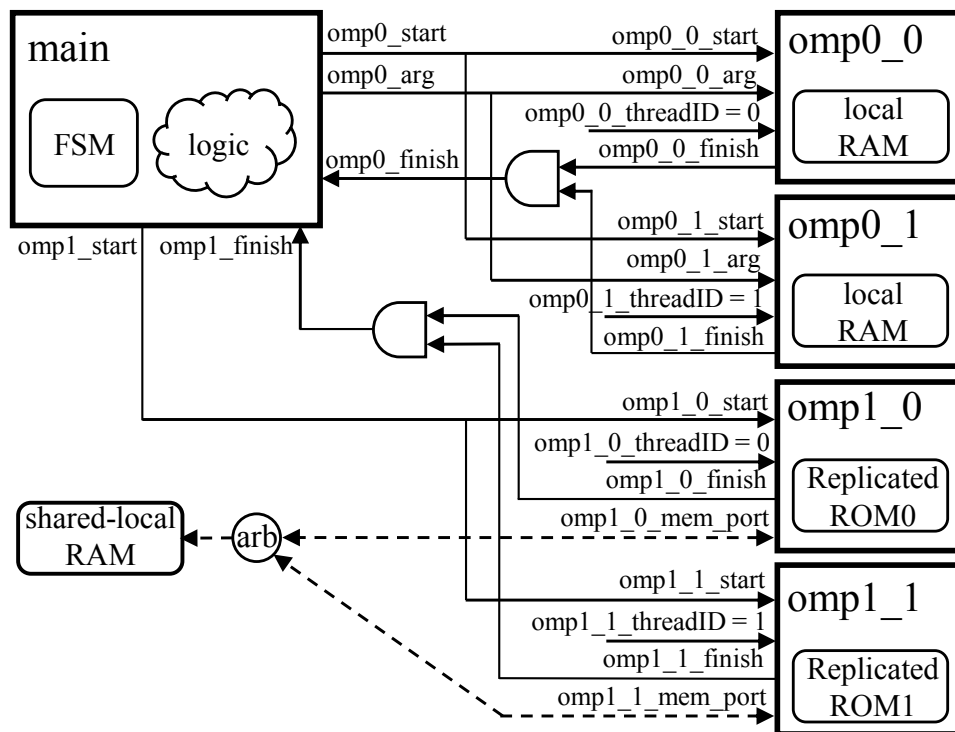 main
FSM
logic
omp0_start
omp0_arg
omp0_finish
omp0_0_start
omp0_0_arg
omp0_0_threadID = 0
omp0_0_finish
omp0_0
local
RAM
omp0_1_start
omp0_1_arg
omp0_1_threadID = 1
omp0_1_finish
omp0_1
local
RAM
omp1_start
omp1_finish
omp1_0_start
omp1_0_threadID = 0
omp1_0_finish
omp1_0_mem_port
omp1_0
Replicated
ROM0
shared-local
RAM
arb
omp1_1_start
omp1_1_threadID = 1
omp1_1_finish
omp1_1_mem_port
omp1_1
Replicated
ROM1